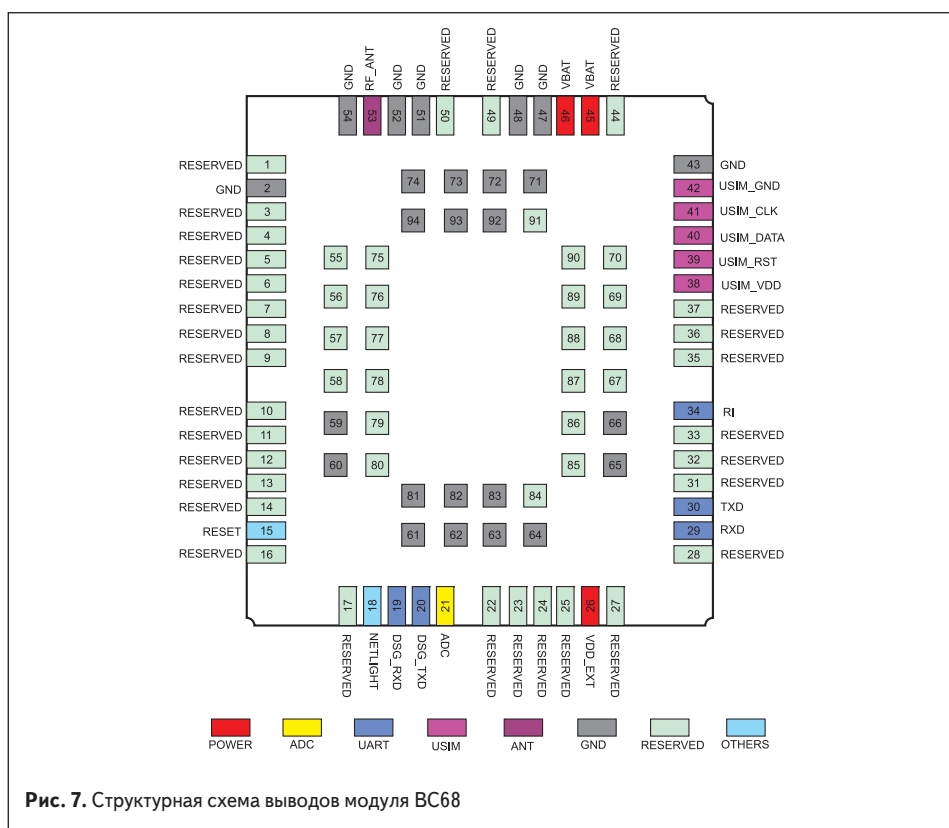 GND
RF_ANT
GND
GND
RESERVED
RESERVED
GND
GND
VBAT
VBAT
RESERVED
54
53
52
51
50
49
48
47
46
45
44
RESERVED 1
GND 2
RESERVED 3
RESERVED 4
RESERVED 5
RESERVED 6
RESERVED 7
RESERVED 8
RESERVED 9
RESERVED 10
RESERVED 11
RESERVED 12
RESERVED 13
RESERVED 14
RESET 15
RESERVED 16
74 73 72 71
94 93 92 91
55 75 90 70
56 76 89 69
57 77 88 68
58 78 87 67
59 79 86 66
60 80 85 65
81 82 83 84
61 62 63 64
43 GND
42 USIM_GND
41 USIM_CLK
40 USIM_DATA
39 USIM_RST
38 USIM_VDD
37 RESERVED
36 RESERVED
35 RESERVED
34 RI
33 RESERVED
32 RESERVED
31 RESERVED
30 TXD
29 RXD
28 RESERVED
17
18
19
20
21
22
23
24
25
26
27
RESERVED
NETLIGHT
DSG_RXD
DSG_TXD
ADC
RESERVED
RESERVED
RESERVED
RESERVED
VDD_EXT
RESERVED
POWER ADC UART USIM ANT GND RESERVED OTHERS
Рис. 7. Структурная схема выводов модуля BC68